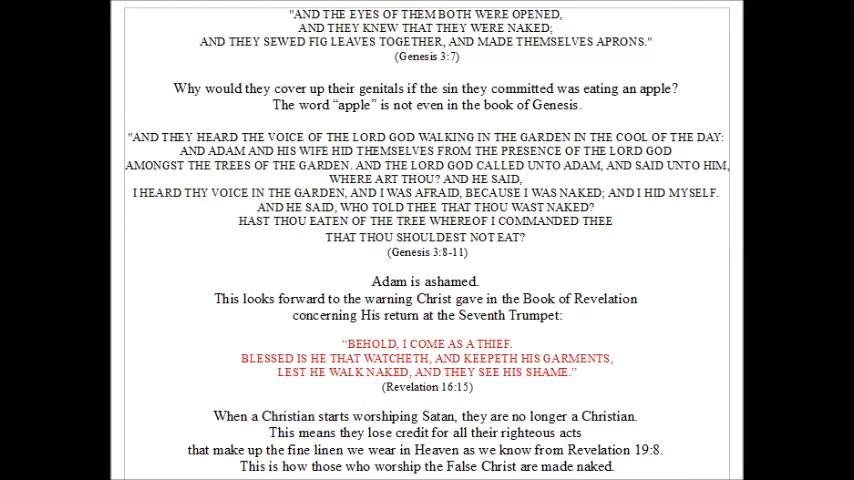 "AND THE EYES OF THEM BOTH WERE OPENED,
AND THEY KNEW THAT THEY WERE NAKED;
AND THEY SEWED FIG LEAVES TOGETHER, AND MADE THEMSELVES APRONS."
(Genesis 3:7)
Why would they cover up their genitals if the sin they committed was eating an apple?
The word “apple” is not even in the book of Genesis.
"AND THEY HEARD THE VOICE OF THE LORD GOD WALKING IN THE GARDEN IN THE COOL OF THE DAY:
AND ADAM AND HIS WIFE HID THEMSELVES FROM THE PRESENCE OF THE LORD GOD
AMONGST THE TREES OF THE GARDEN. AND THE LORD GOD CALLED UNTO ADAM, AND SAID UNTO HIM,
WHERE ART THOU? AND HE SAID,
I HEARD THY VOICE IN THE GARDEN, AND I WAS AFRAID, BECAUSE I WAS NAKED; AND I HID MYSELF.
AND HE SAID, WHO TOLD THEE THAT THOU WAST NAKED?
HAST THOU EATEN OF THE TREE WHEREOF I COMMANDED THEE
THAT THOU SHOULDEST NOT EAT?
(Genesis 3:8-11)
Adam is ashamed.
This looks forward to the warning Christ gave in the Book of Revelation
concerning His return at the Seventh Trumpet:
“BEHOLD, I COME AS A THIEF.
BLESSED IS HE THAT WATCHETH, AND KEEPETH HIS GARMENTS,
LEST HE WALK NAKED, AND THEY SEE HIS SHAME.”
(Revelation 16:15)
When a Christian starts worshiping Satan, they are no longer a Christian.
This means they lose credit for all their righteous acts
that make up the fine linen we wear in Heaven as we know from Revelation 19:8.
This is how those who worship the False Christ are made naked.